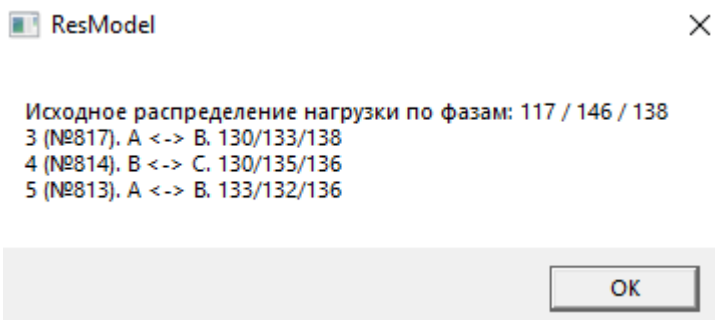 ResModel
Исходное распределение нагрузки по фазам: 117 / 146 / 138
3 (№817). A <-> B. 130/133/138
4 (№814). B <-> C. 130/135/136
5 (№813). A <-> B. 133/132/136
OK